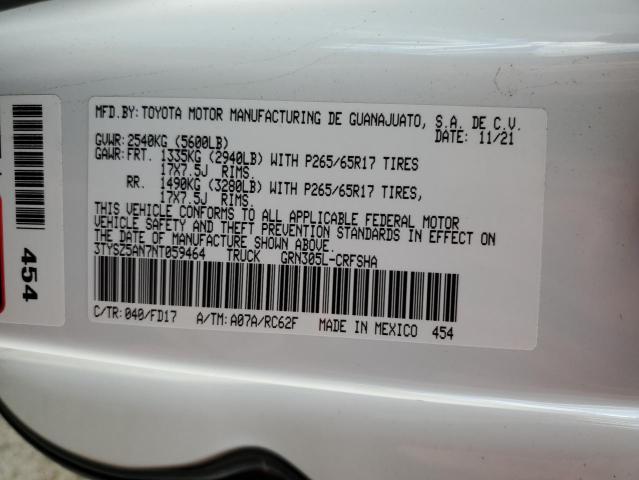 MFD.BY:TOYOTA MOTOR MANUFACTURING DE GUANAJUATO, S.A. DE C.V.
DATE: 11/21
GVWR:2540KG (5600LB)
GAWR:FRT. 1335KG (2940LB) WITH P265/65R17 TIRES
17X7.5J RIMS.
RR. 1490KG (3280LB) WITH P265/65R17 TIRES,
17X7.5J RIMS.
THIS VEHICLE CONFORMS TO ALL APPLICABLE FEDERAL MOTOR
VEHICLE SAFETY AND THEFT PREVENTION STANDARDS IN EFFECT ON
THE DATE OF MANUFACTURE SHOWN ABOVE.
3TYSZ5AN7NT059464 TRUCK GRN305L-CRFSHA
C/TR:040/FD17 A/TM:A07A/RC62F MADE IN MEXICO 454
454